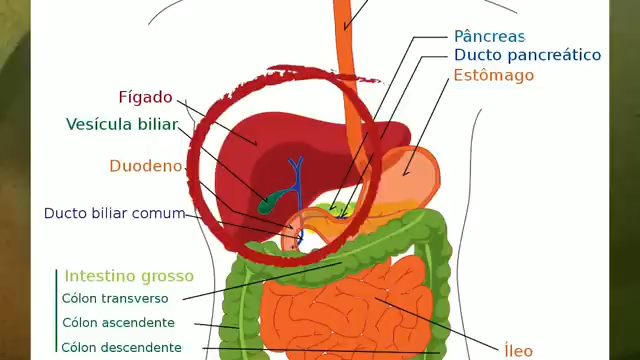 Pâncreas
Ducto pancreático
Estômago
Fígado
Vesícula biliar
Duodeno
Ducto biliar comum
Intestino grosso
Cólon transverso
Cólon ascendente
Cólon descendente
Íleo